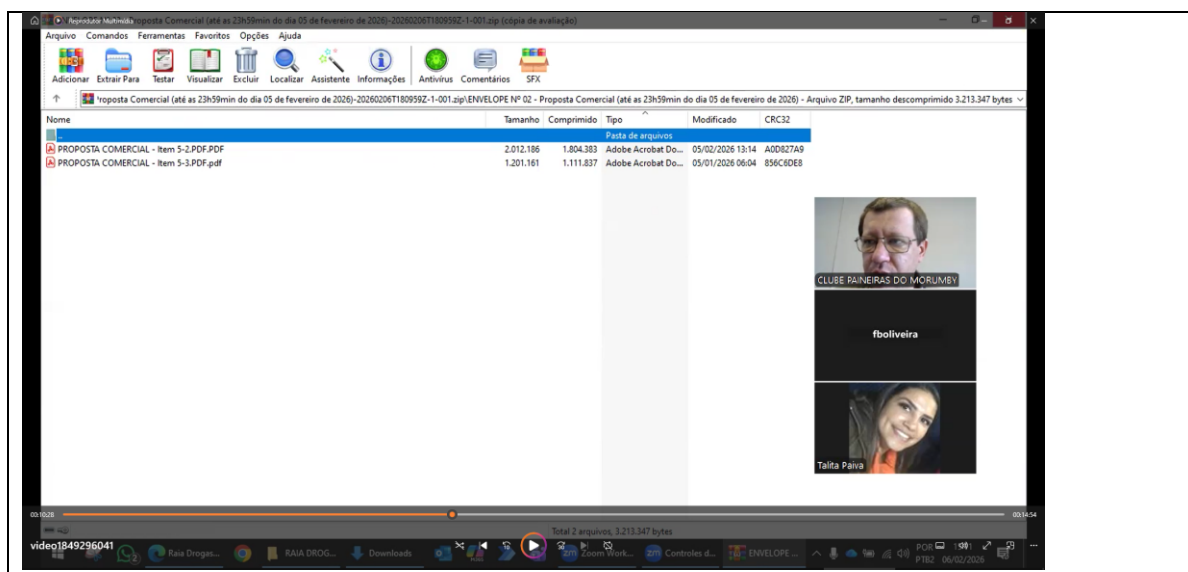 Reprodutor Multimídia
roposta Comercial (até as 23h59min do dia 05 de fevereiro de 2026)-20260206T180959Z-1-001.zip (cópia de avaliação)
Arquivo Comandos Ferramentas Favoritos Opções Ajuda
Adicionar Extrair Para Testar Visualizar Excluir Localizar Assistente Informações Antivírus Comentários SFX
roposta Comercial (até as 23h59min do dia 05 de fevereiro de 2026)-20260206T180959Z-1-001.zip\ENVELOPE Nº 02 - Proposta Comercial (até as 23h59min do dia 05 de fevereiro de 2026) - Arquivo ZIP, tamanho descomprimido 3.213.347 bytes
Nome Tamanho Comprimido Tipo Modificado CRC32
.. Pasta de arquivos
PROPOSTA COMERCIAL - Item 5-2.PDF.PDF 2.012.186 1.804.383 Adobe Acrobat Do... 05/02/2026 13:14 A0D827A9
PROPOSTA COMERCIAL - Item 5-3.PDF.pdf 1.201.161 1.111.837 Adobe Acrobat Do... 05/01/2026 06:04 856C6DE8
CLUBE PAINEIRAS DO MORUMBY
fboliveira
Talita Paiva
00:10:28 00:14:54
Total 2 arquivos, 3.213.347 bytes
video1849296041 Raia Drogas... RAIA DROG... Downloads Zoom Work... Controles d... ENVELOPE ... POR
PTB2 06/02/2026